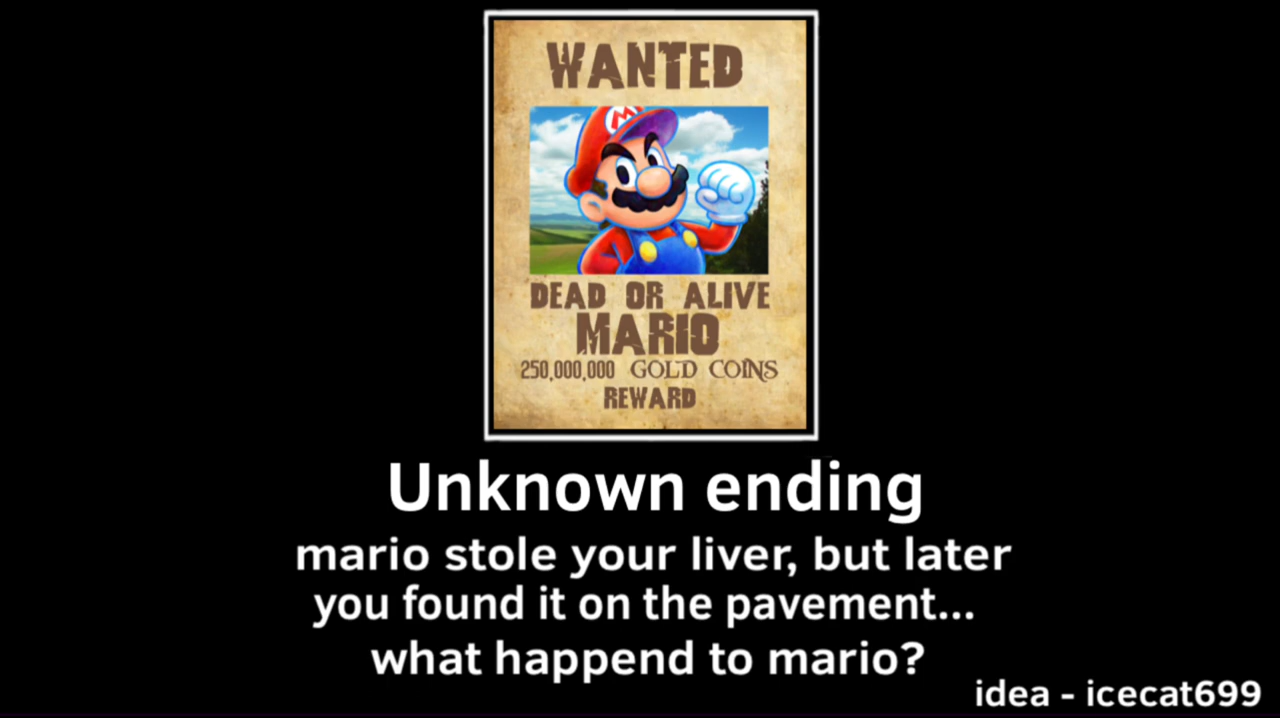 WANTED
M
DEAD OR ALIVE
MARIO
250,000,000 GOLD COINS
REWARD
Unknown ending
mario stole your liver, but later
you found it on the pavement...
what happend to mario?
idea - icecat699